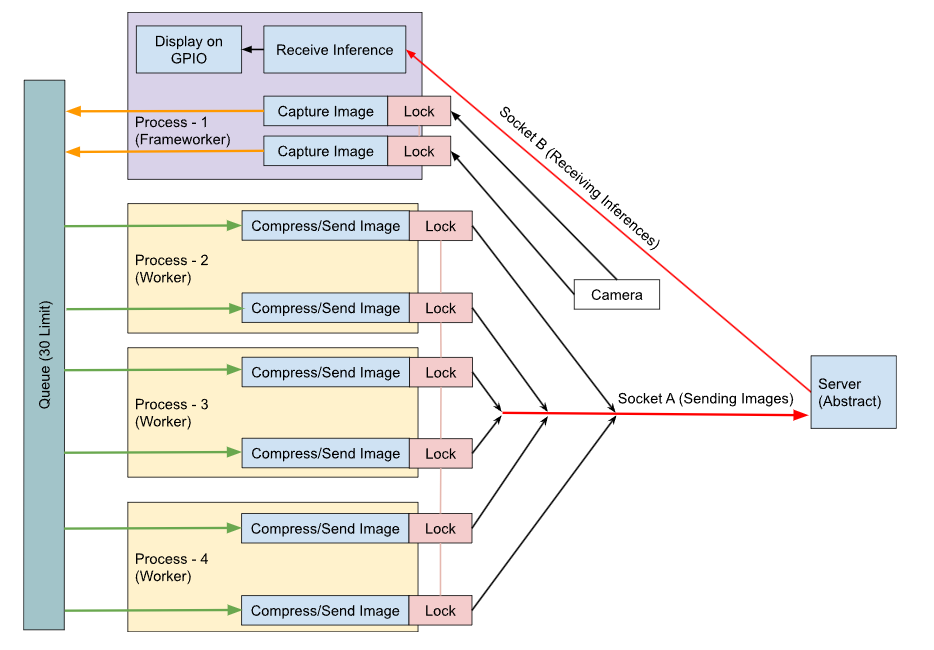 Display on
GPIO
Receive Inference
Capture Image
Lock
Process - 1
(Frameworker)
Capture Image
Lock
Socket B (Receiving Inferences)
Compress/Send Image
Lock
Process - 2
(Worker)
Compress/Send Image
Lock
Camera
Queue (30 Limit)
Compress/Send Image
Lock
Process - 3
(Worker)
Compress/Send Image
Lock
Socket A (Sending Images)
Server
(Abstract)
Compress/Send Image
Lock
Process - 4
(Worker)
Compress/Send Image
Lock